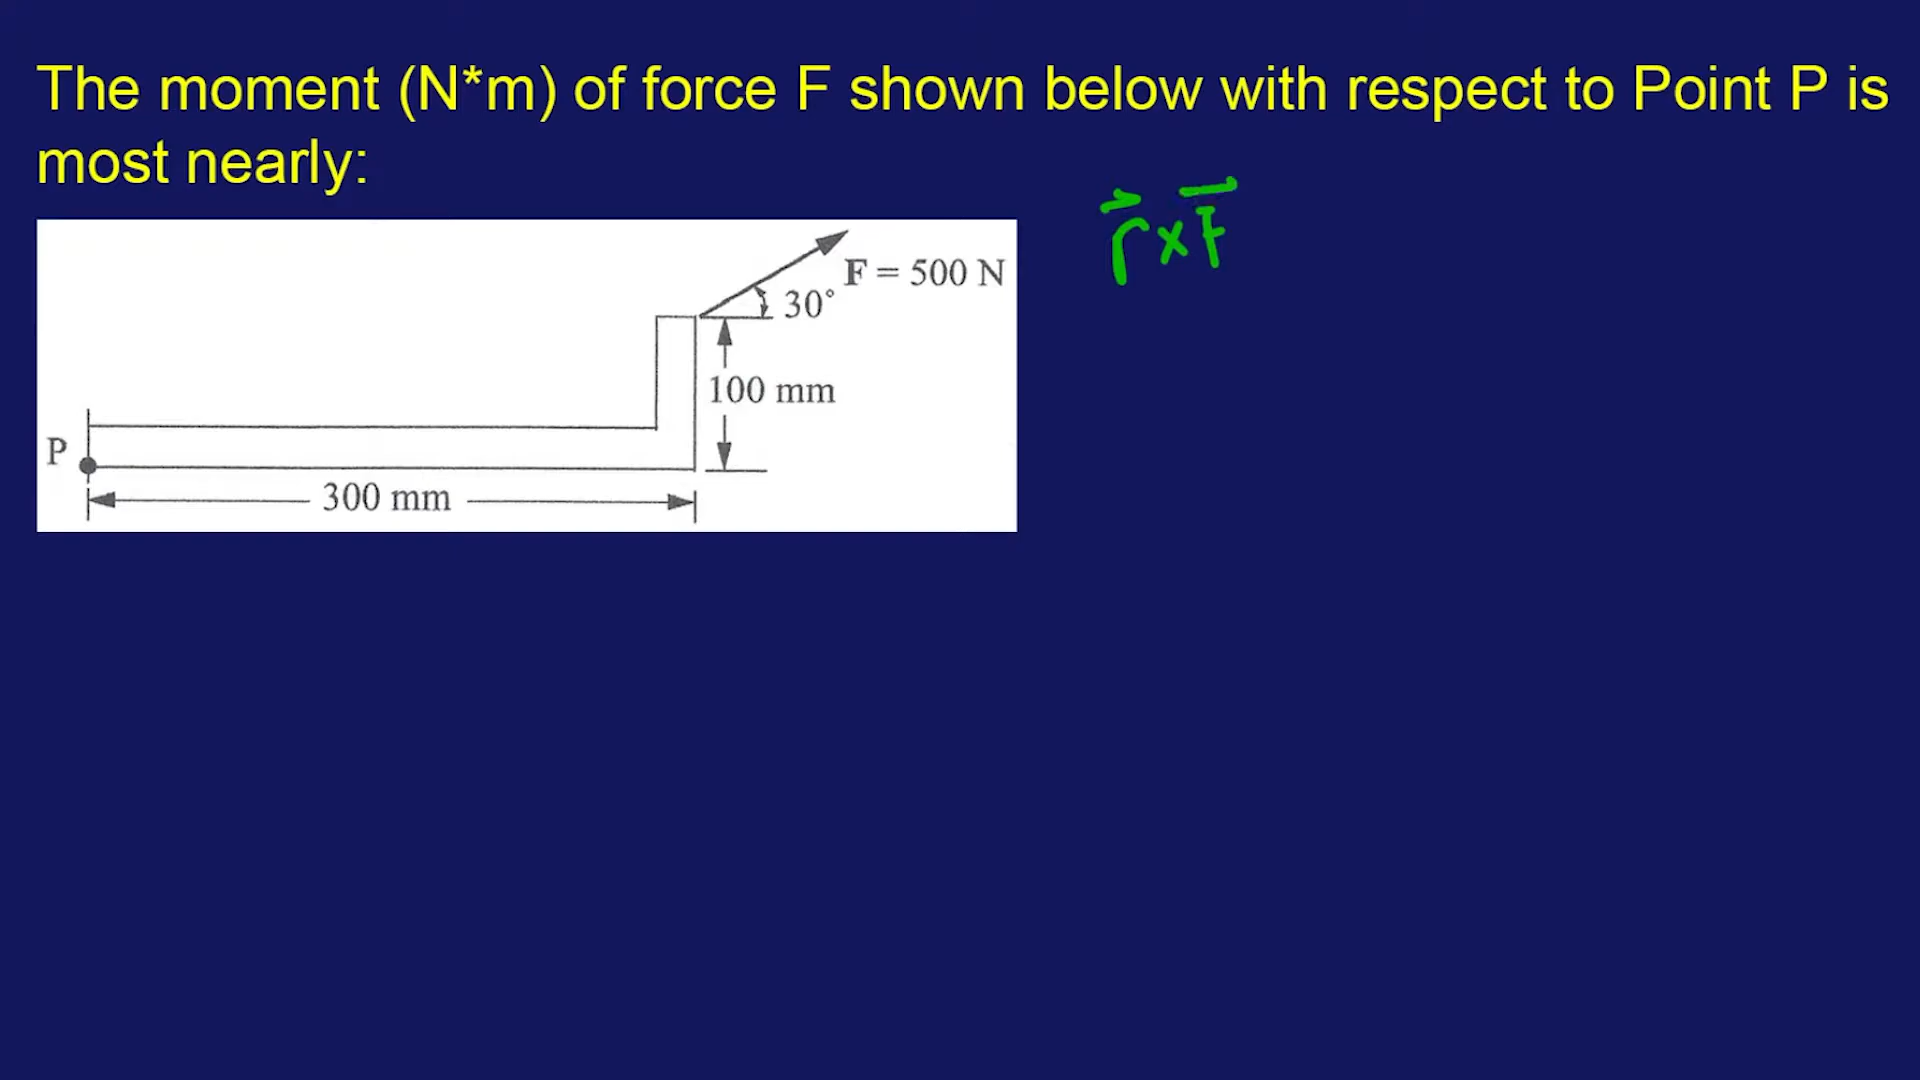 The moment (N*m) of force F shown below with respect to Point P is
most nearly:
r×F
F = 500 N
30°
100 mm
P
300 mm